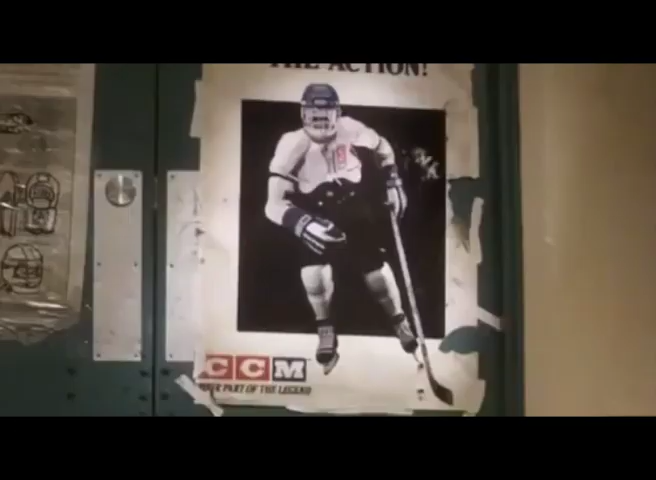 THE ACTION!
CCM
PART OF THE LEGEND